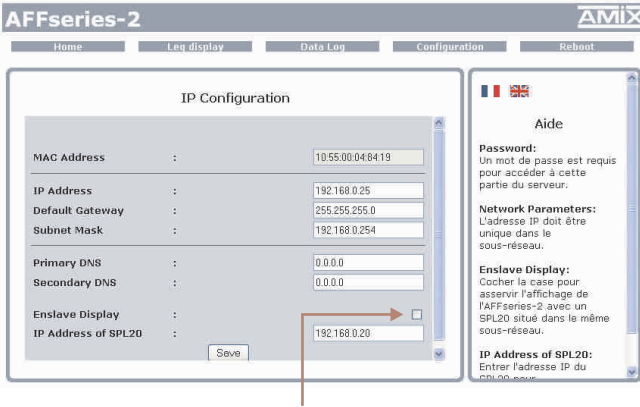 AFFseries-2
AMIX
Home Leq display Data Log Configuration Reboot
IP Configuration
MAC Address : 10:55:00:04:84:19
IP Address : 192.168.0.25
Default Gateway : 255.255.255.0
Subnet Mask : 192.168.0.254
Primary DNS : 0.0.0.0
Secondary DNS : 0.0.0.0
Enslave Display :
IP Address of SPL20 : 192.168.0.20
Save
Aide
Password:
Un mot de passe est requis
pour accéder à cette
partie du serveur.
Network Parameters:
L'adresse IP doit être
unique dans le
sous-réseau.
Enslave Display:
Cocher la case pour
asservir l'affichage de
l'AFFseries-2 avec un
SPL20 situé dans le même
sous-réseau.
IP Address of SPL20:
Entrer l'adresse IP du
SPL20 pour